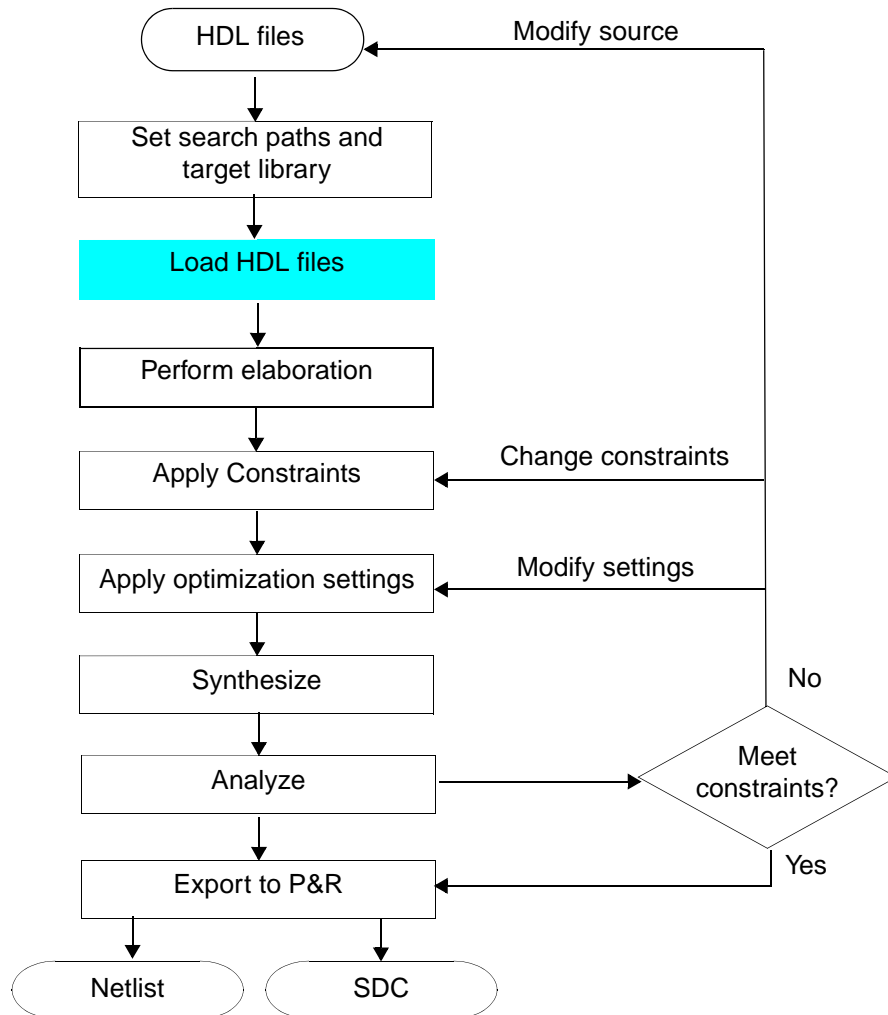 HDL files
Modify source
Set search paths and
target library
Load HDL files
Perform elaboration
Change constraints
Apply Constraints
Modify settings
Apply optimization settings
Synthesize
No
Analyze
Meet
constraints?
Yes
Export to P&R
Netlist
SDC